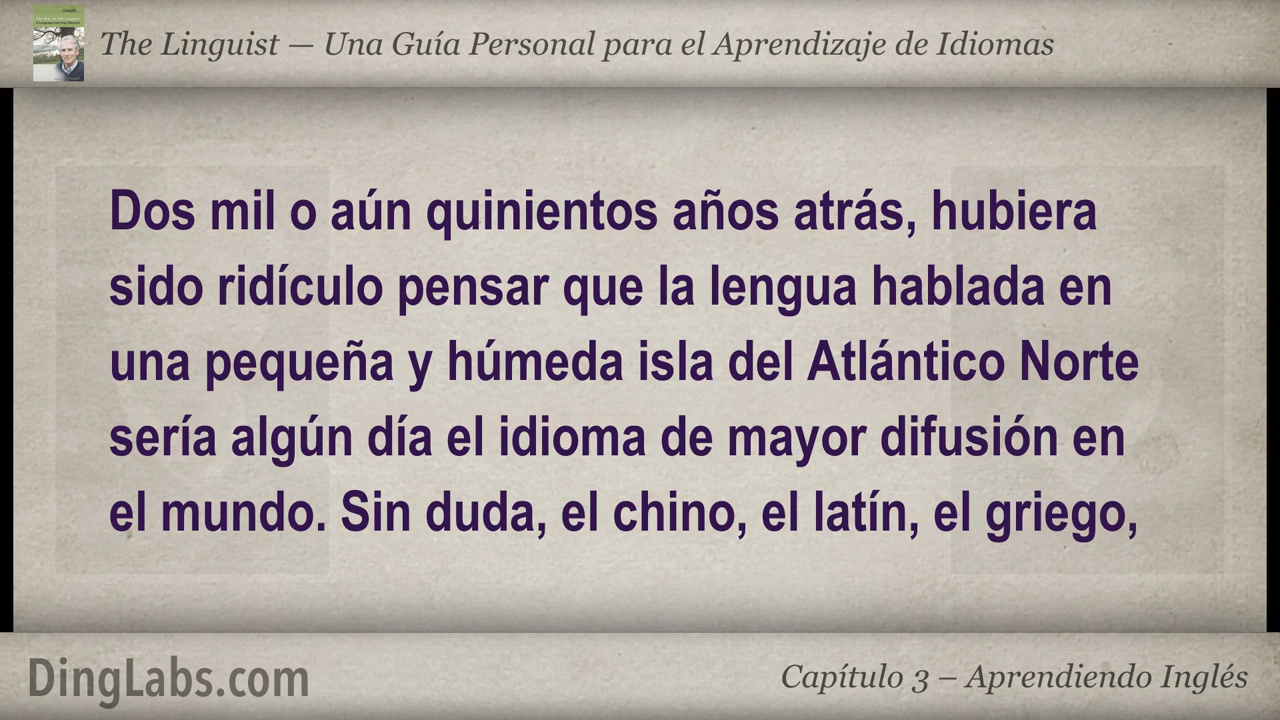 The Linguist — Una Guía Personal para el Aprendizaje de Idiomas
Dos mil o aún quinientos años atrás, hubiera
sido ridículo pensar que la lengua hablada en
una pequeña y húmeda isla del Atlántico Norte
sería algún día el idioma de mayor difusión en
el mundo. Sin duda, el chino, el latín, el griego,
DingLabs.com
Capítulo 3 – Aprendiendo Inglés